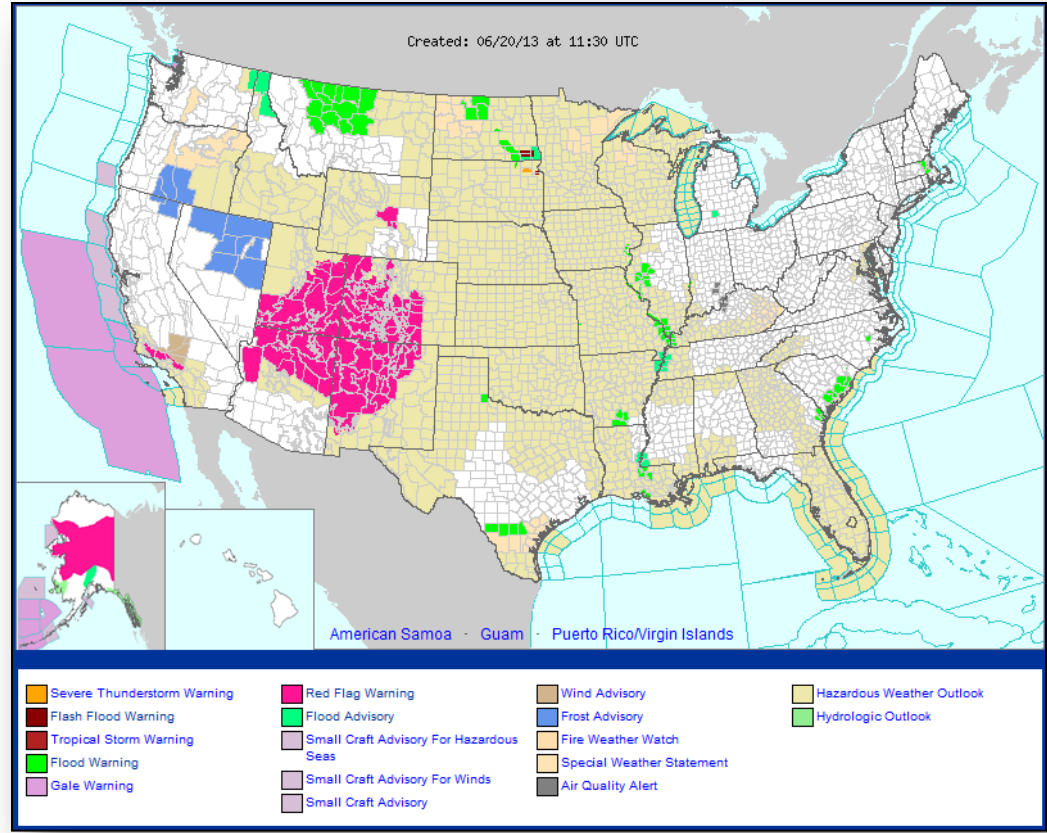 Created: 06/20/13 at 11:30 UTC
American Samoa - Guam - Puerto Rico/Virgin Islands
Severe Thunderstorm Warning
Flash Flood Warning
Tropical Storm Warning
Flood Warning
Gale Warning
Red Flag Warning
Flood Advisory
Small Craft Advisory For Hazardous
Seas
Small Craft Advisory For Winds
Small Craft Advisory
Wind Advisory
Frost Advisory
Fire Weather Watch
Special Weather Statement
Air Quality Alert
Hazardous Weather Outlook
Hydrologic Outlook